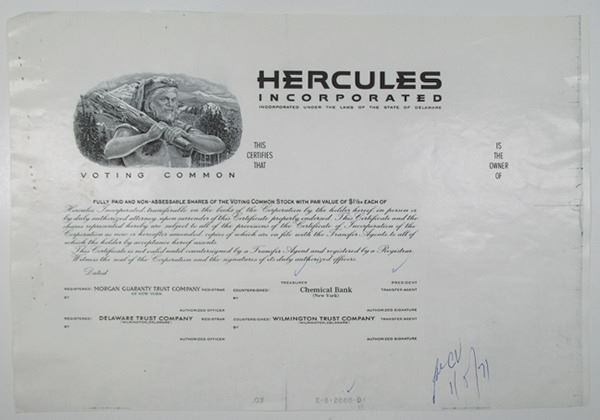 HERCULES
INCORPORATED
INCORPORATED UNDER THE LAWS OF THE STATE OF DELAWARE
VOTING COMMON
THIS
CERTIFIES
THAT
IS
THE
OWNER
OF
FULLY PAID AND NON-ASSESSABLE SHARES OF THE VOTING COMMON STOCK WITH PAR VALUE OF $ EACH OF
Hercules Incorporated, transferable on the books of the Corporation by the holder hereof in person or
by duly authorized attorney upon surrender of this Certificate properly endorsed. This Certificate and the
shares represented hereby are subject to all of the provisions of the Certificate of Incorporation of the
Corporation as now or hereafter amended copies of which are on file with the Transfer Agents to all of
which the holder by acceptance hereof assents.
This Certificate is not valid until countersigned by a Transfer Agent and registered by a Registrar.
Witness the seal of the Corporation and the signatures of its duly authorized officers.
Dated
TREASURER
PRESIDENT
REGISTERED: MORGAN GUARANTY TRUST COMPANY REGISTRAR
OF NEW YORK
BY
AUTHORIZED OFFICER
COUNTERSIGNED: Chemical Bank TRANSFER AGENT
(New York)
BY
AUTHORIZED SIGNATURE
REGISTERED: DELAWARE TRUST COMPANY REGISTRAR
(WILMINGTON, DELAWARE)
BY
AUTHORIZED OFFICER
COUNTERSIGNED: WILMINGTON TRUST COMPANY TRANSFER AGENT
(WILMINGTON, DELAWARE)
BY
AUTHORIZED SIGNATURE